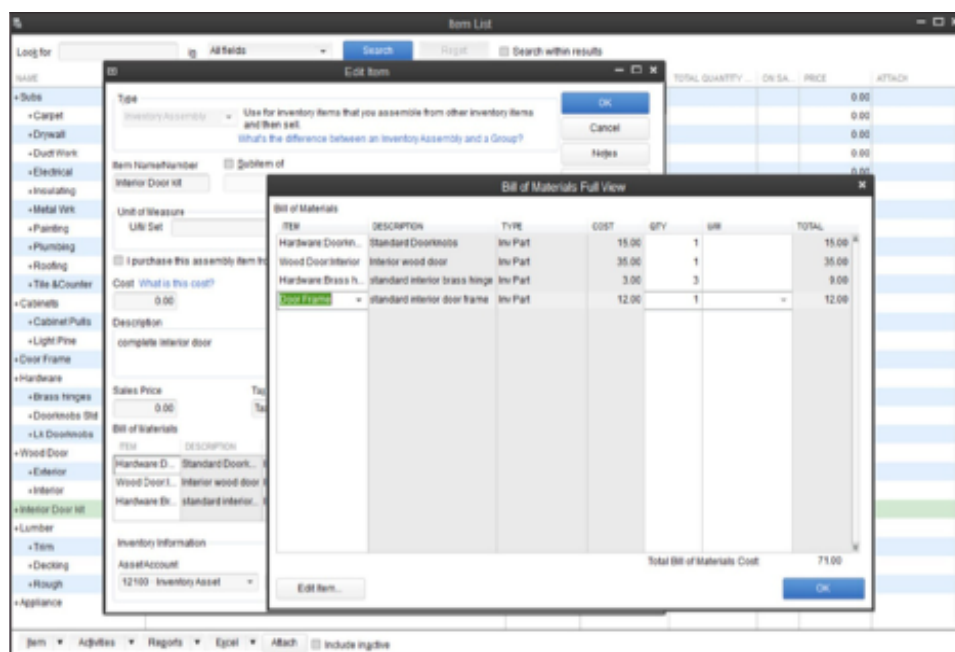 Item List
Look for in All fields Search Reset Search within results
NAME TOTAL QUANTITY ... ON SA... PRICE ATTACH
Edit Item
Subs 0.00
Carpet 0.00
Drywall 0.00
Duct Work 0.00
Electrical 0.00
Insulating
Metal Wrk
Painting
Plumbing
Roofing
Tile &Counter
Cabinets
Cabinet Pulls
Light Pine
Door Frame
Hardware
Brass hinges
Doorknobs Std
Lk Doorknobs
Wood Door
Exterior
Interior
Interior Door kit
Lumber
Trim
Decking
Rough
Appliance
Type
Inventory Assembly Use for inventory items that you assemble from other inventory items
and then sell.
What's the difference between an Inventory Assembly and a Group?
OK
Cancel
Notes
Item Name/Number Subitem of
Interior Door kit
Unit of Measure
U/M Set
I purchase this assembly item fro
Cost What is this cost?
0.00
Description
complete interior door
Sales Price Tax
0.00 Ta
Bill of Materials
ITEM DESCRIPTION
Hardware:D... Standard Doork...
Wood Door:I... Interior wood door
Hardware:Br... standard interior...
Inventory Information
Asset Account
12100 Inventory Asset
Bill of Materials Full View
Bill of Materials
ITEM DESCRIPTION TYPE COST QTY U/M TOTAL
Hardware:Doorkn... Standard Doorknobs Inv Part 15.00 1 15.00
Wood Door:Interior Interior wood door Inv Part 35.00 1 35.00
Hardware:Brass h... standard interior brass hinge Inv Part 3.00 3 9.00
Door Frame standard interior door frame Inv Part 12.00 1 12.00
Total Bill of Materials Cost: 71.00
Edit Item... OK
Item Activities Reports Excel Attach Include inactive